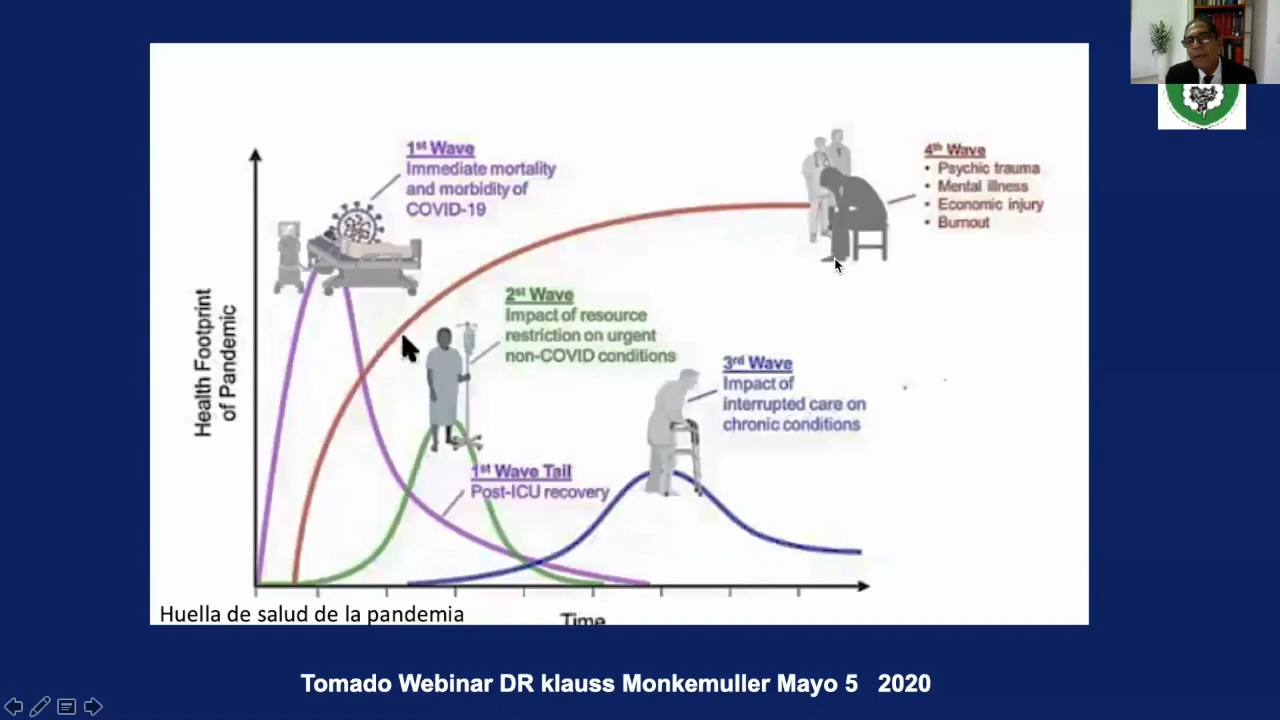 1st Wave
Immediate mortality
and morbidity of
COVID-19
4th Wave
• Psychic trauma
• Mental illness
• Economic injury
• Burnout
2st Wave
Impact of resource
restriction on urgent
non-COVID conditions
3rd Wave
Impact of
interrupted care on
chronic conditions
1st Wave Tail
Post-ICU recovery
Health Footprint
of Pandemic
Time
Huella de salud de la pandemia
Tomado Webinar DR klauss Monkemuller Mayo 5 2020